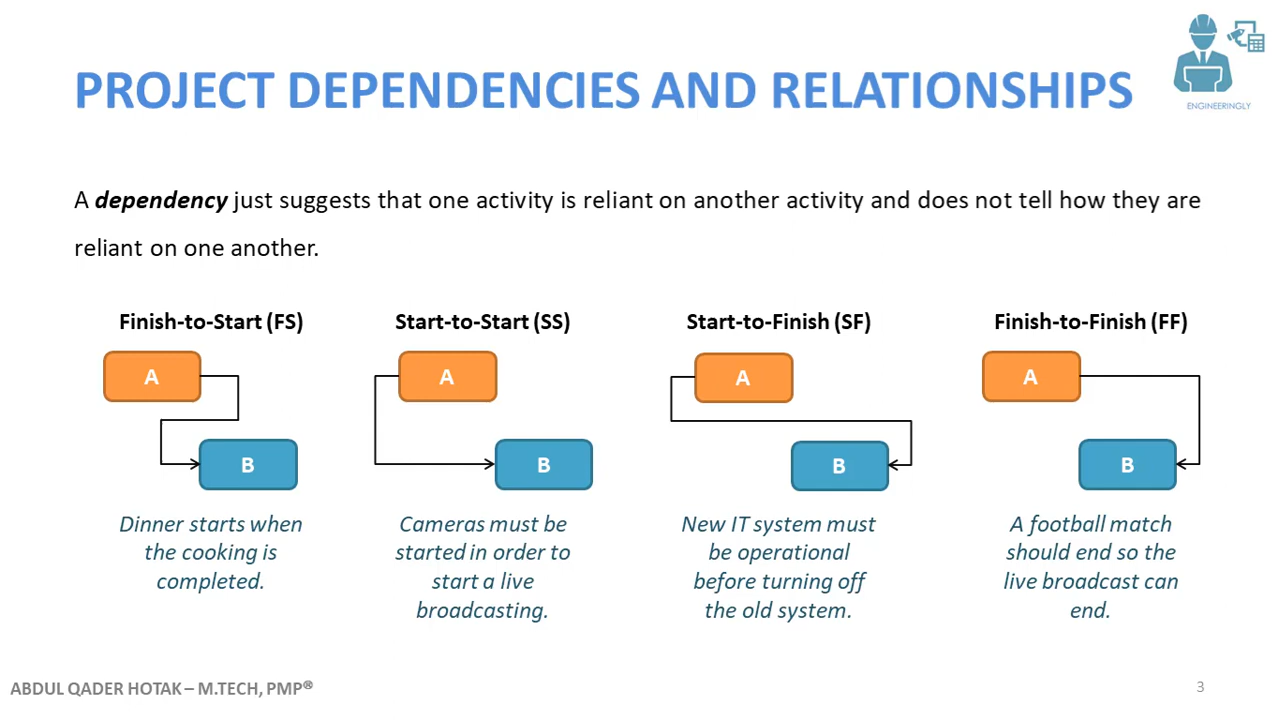 ENGINEERINGLY
PROJECT DEPENDENCIES AND RELATIONSHIPS
A dependency just suggests that one activity is reliant on another activity and does not tell how they are
reliant on one another.
Finish-to-Start (FS)
A
B
Dinner starts when
the cooking is
completed.
Start-to-Start (SS)
A
B
Cameras must be
started in order to
start a live
broadcasting.
Start-to-Finish (SF)
A
B
New IT system must
be operational
before turning off
the old system.
Finish-to-Finish (FF)
A
B
A football match
should end so the
live broadcast can
end.
ABDUL QADER HOTAK – M.TECH, PMP®
3